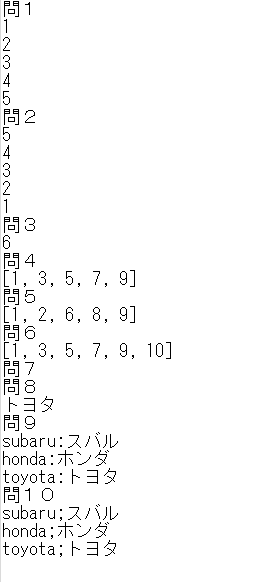 問１
1
2
3
4
5
問２
5
4
3
2
1
問３
6
問４
[1, 3, 5, 7, 9]
問５
[1, 2, 6, 8, 9]
問６
[1, 3, 5, 7, 9, 10]
問７
問８
トヨタ
問９
subaru:スバル
honda:ホンダ
toyota:トヨタ
問１０
subaru;スバル
honda;ホンダ
toyota;トヨタ